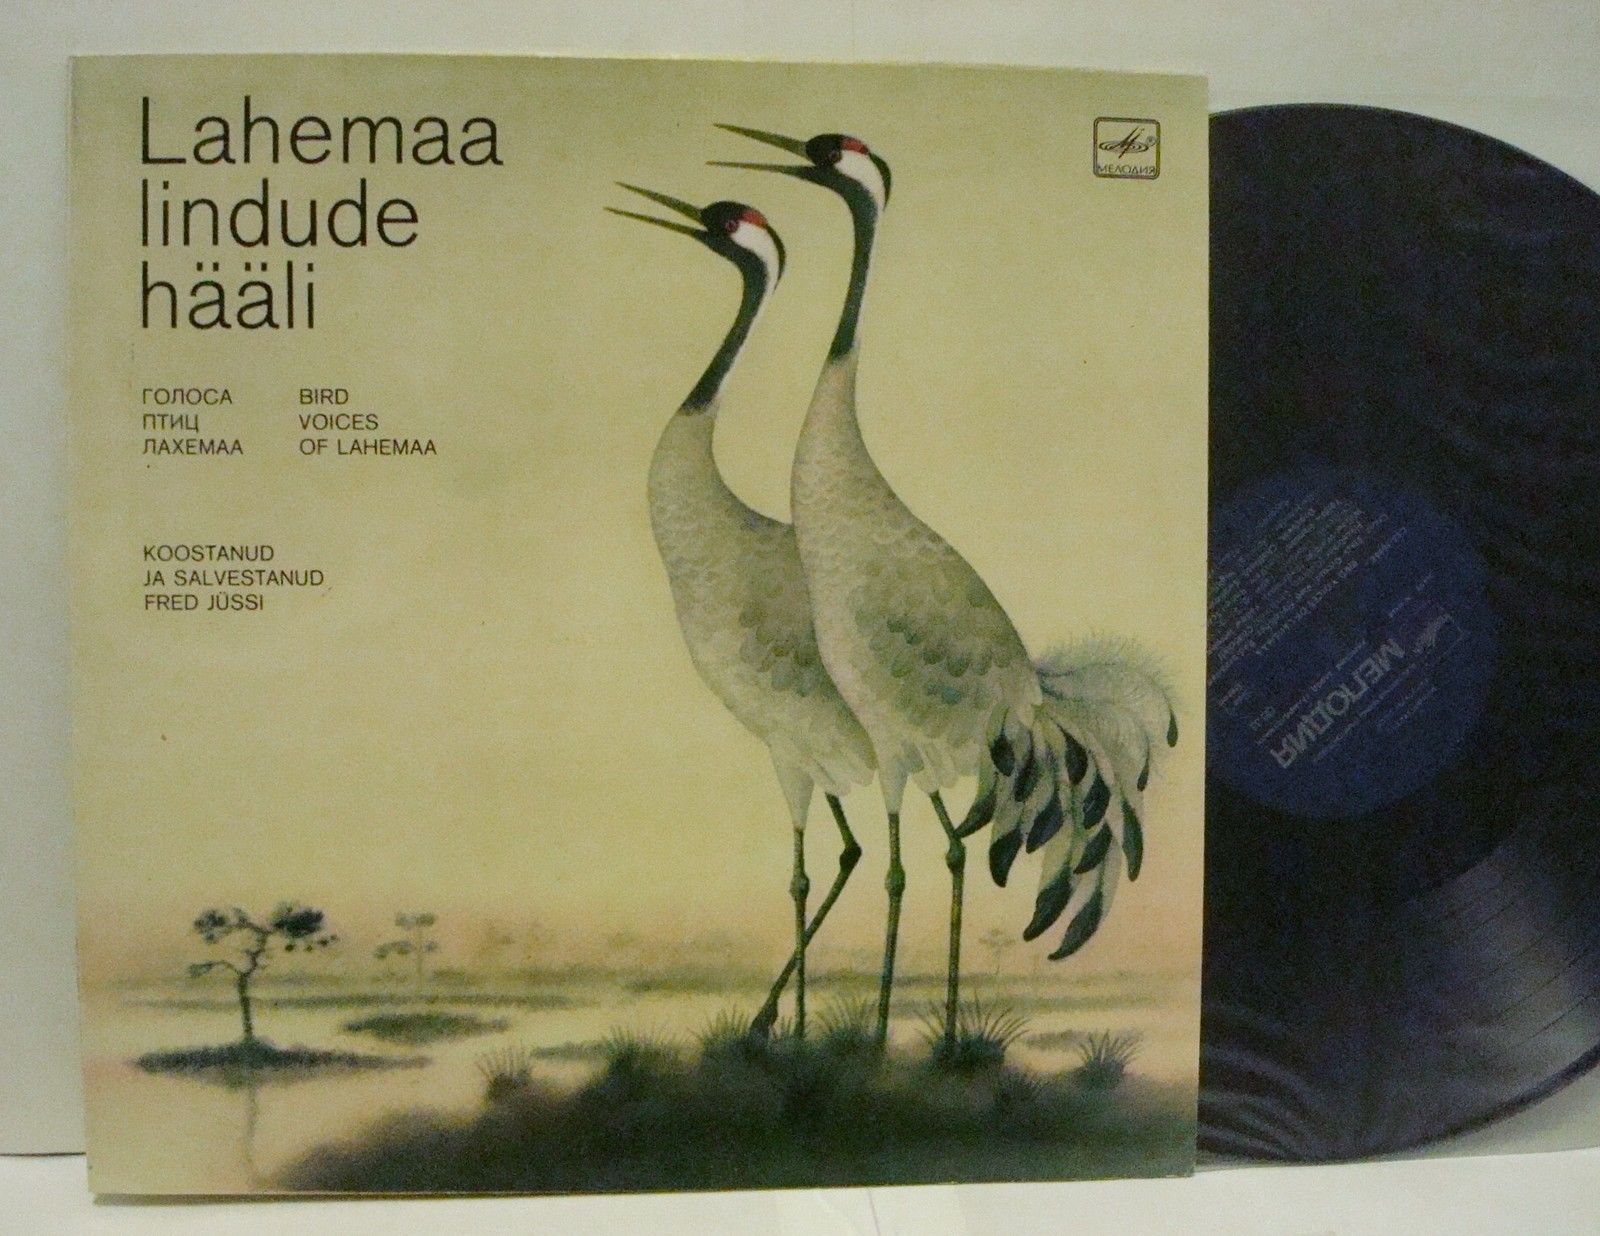 Lahemaa
lindude
hääli
ГОЛОСА
ПТИЦ
ЛАХЕМАА
BIRD
VOICES
OF LAHEMAA
KOOSTANUD
JA SALVESTANUD
FRED JÜSSI
МЕЛОДИЯ
МЕЛОДИЯ